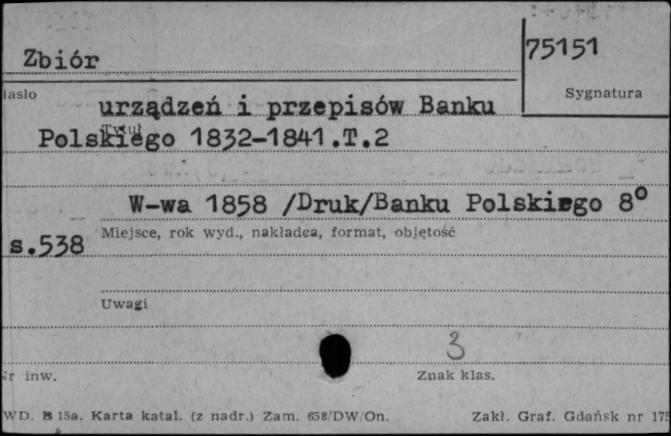 Zbiór
75151
Sygnatura
urządzeń i przepisów Banku
Tytuł
Polskiego 1832-1841.T.2
W-wa 1858 /Druk/Banku Polskiego 8°
Miejsce, rok wyd., nakładca, format, objętość
s.538
Uwagi
3
inw.
Znak klas.
WD. B 15a. Karta katal. (z nadr.) Zam. 658/DW/On.
Zakł. Graf. Gdańsk nr 175